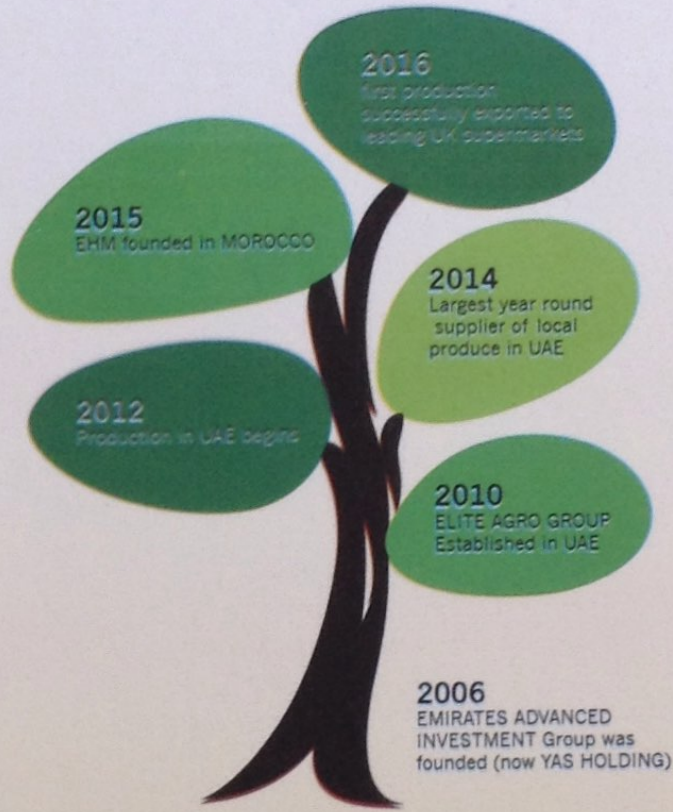 2016
first production
successfully exported to
leading UK supermarkets
2015
EHM founded in MOROCCO
2014
Largest year round
supplier of local
produce in UAE
2012
Production in UAE begins
2010
ELITE AGRO GROUP
Established in UAE
2006
EMIRATES ADVANCED
INVESTMENT Group was
founded (now YAS HOLDING)